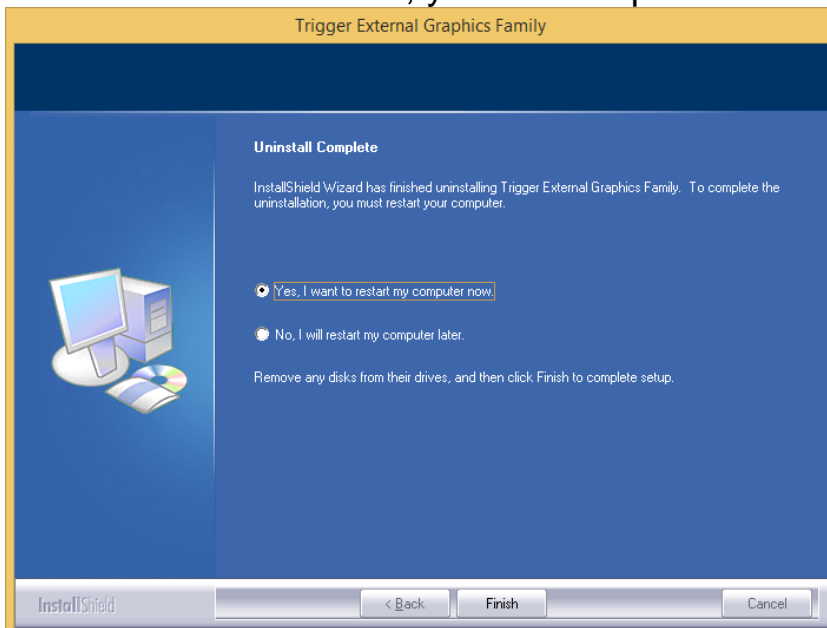 Trigger External Graphics Family
Uninstall Complete
InstallShield Wizard has finished uninstalling Trigger External Graphics Family. To complete the
uninstallation, you must restart your computer.
Yes, I want to restart my computer now.
No, I will restart my computer later.
Remove any disks from their drives, and then click Finish to complete setup.
InstallShield
< Back
Finish
Cancel